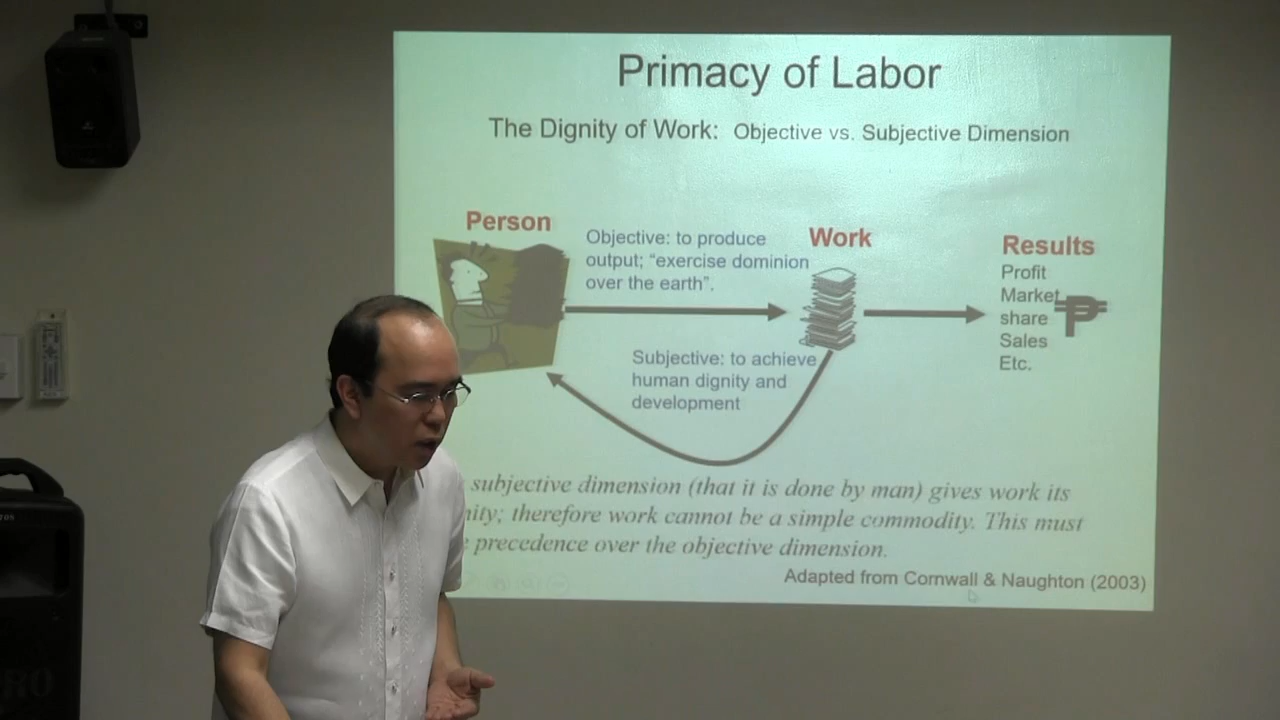 Primacy of Labor
The Dignity of Work: Objective vs. Subjective Dimension
Person
Objective: to produce
output; “exercise dominion
over the earth”.
Work
Results
Profit
Market
share
Sales
Etc.
Subjective: to achieve
human dignity and
development
subjective dimension (that it is done by man) gives work its
nity; therefore work cannot be a simple commodity. This must
precedence over the objective dimension.
Adapted from Cornwall & Naughton (2003)